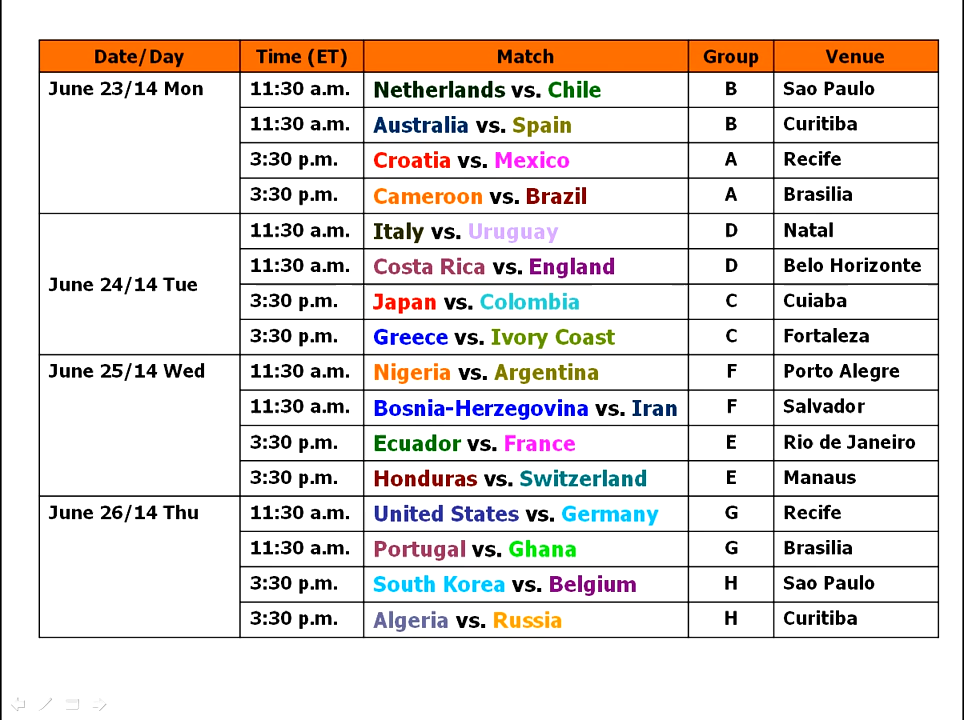 Date/Day Time (ET) Match Group Venue
June 23/14 Mon 11:30 a.m. Netherlands vs. Chile B Sao Paulo
11:30 a.m. Australia vs. Spain B Curitiba
3:30 p.m. Croatia vs. Mexico A Recife
3:30 p.m. Cameroon vs. Brazil A Brasilia
11:30 a.m. Italy vs. Uruguay D Natal
June 24/14 Tue 11:30 a.m. Costa Rica vs. England D Belo Horizonte
3:30 p.m. Japan vs. Colombia C Cuiaba
3:30 p.m. Greece vs. Ivory Coast C Fortaleza
June 25/14 Wed 11:30 a.m. Nigeria vs. Argentina F Porto Alegre
11:30 a.m. Bosnia-Herzegovina vs. Iran F Salvador
3:30 p.m. Ecuador vs. France E Rio de Janeiro
3:30 p.m. Honduras vs. Switzerland E Manaus
June 26/14 Thu 11:30 a.m. United States vs. Germany G Recife
11:30 a.m. Portugal vs. Ghana G Brasilia
3:30 p.m. South Korea vs. Belgium H Sao Paulo
3:30 p.m. Algeria vs. Russia H Curitiba